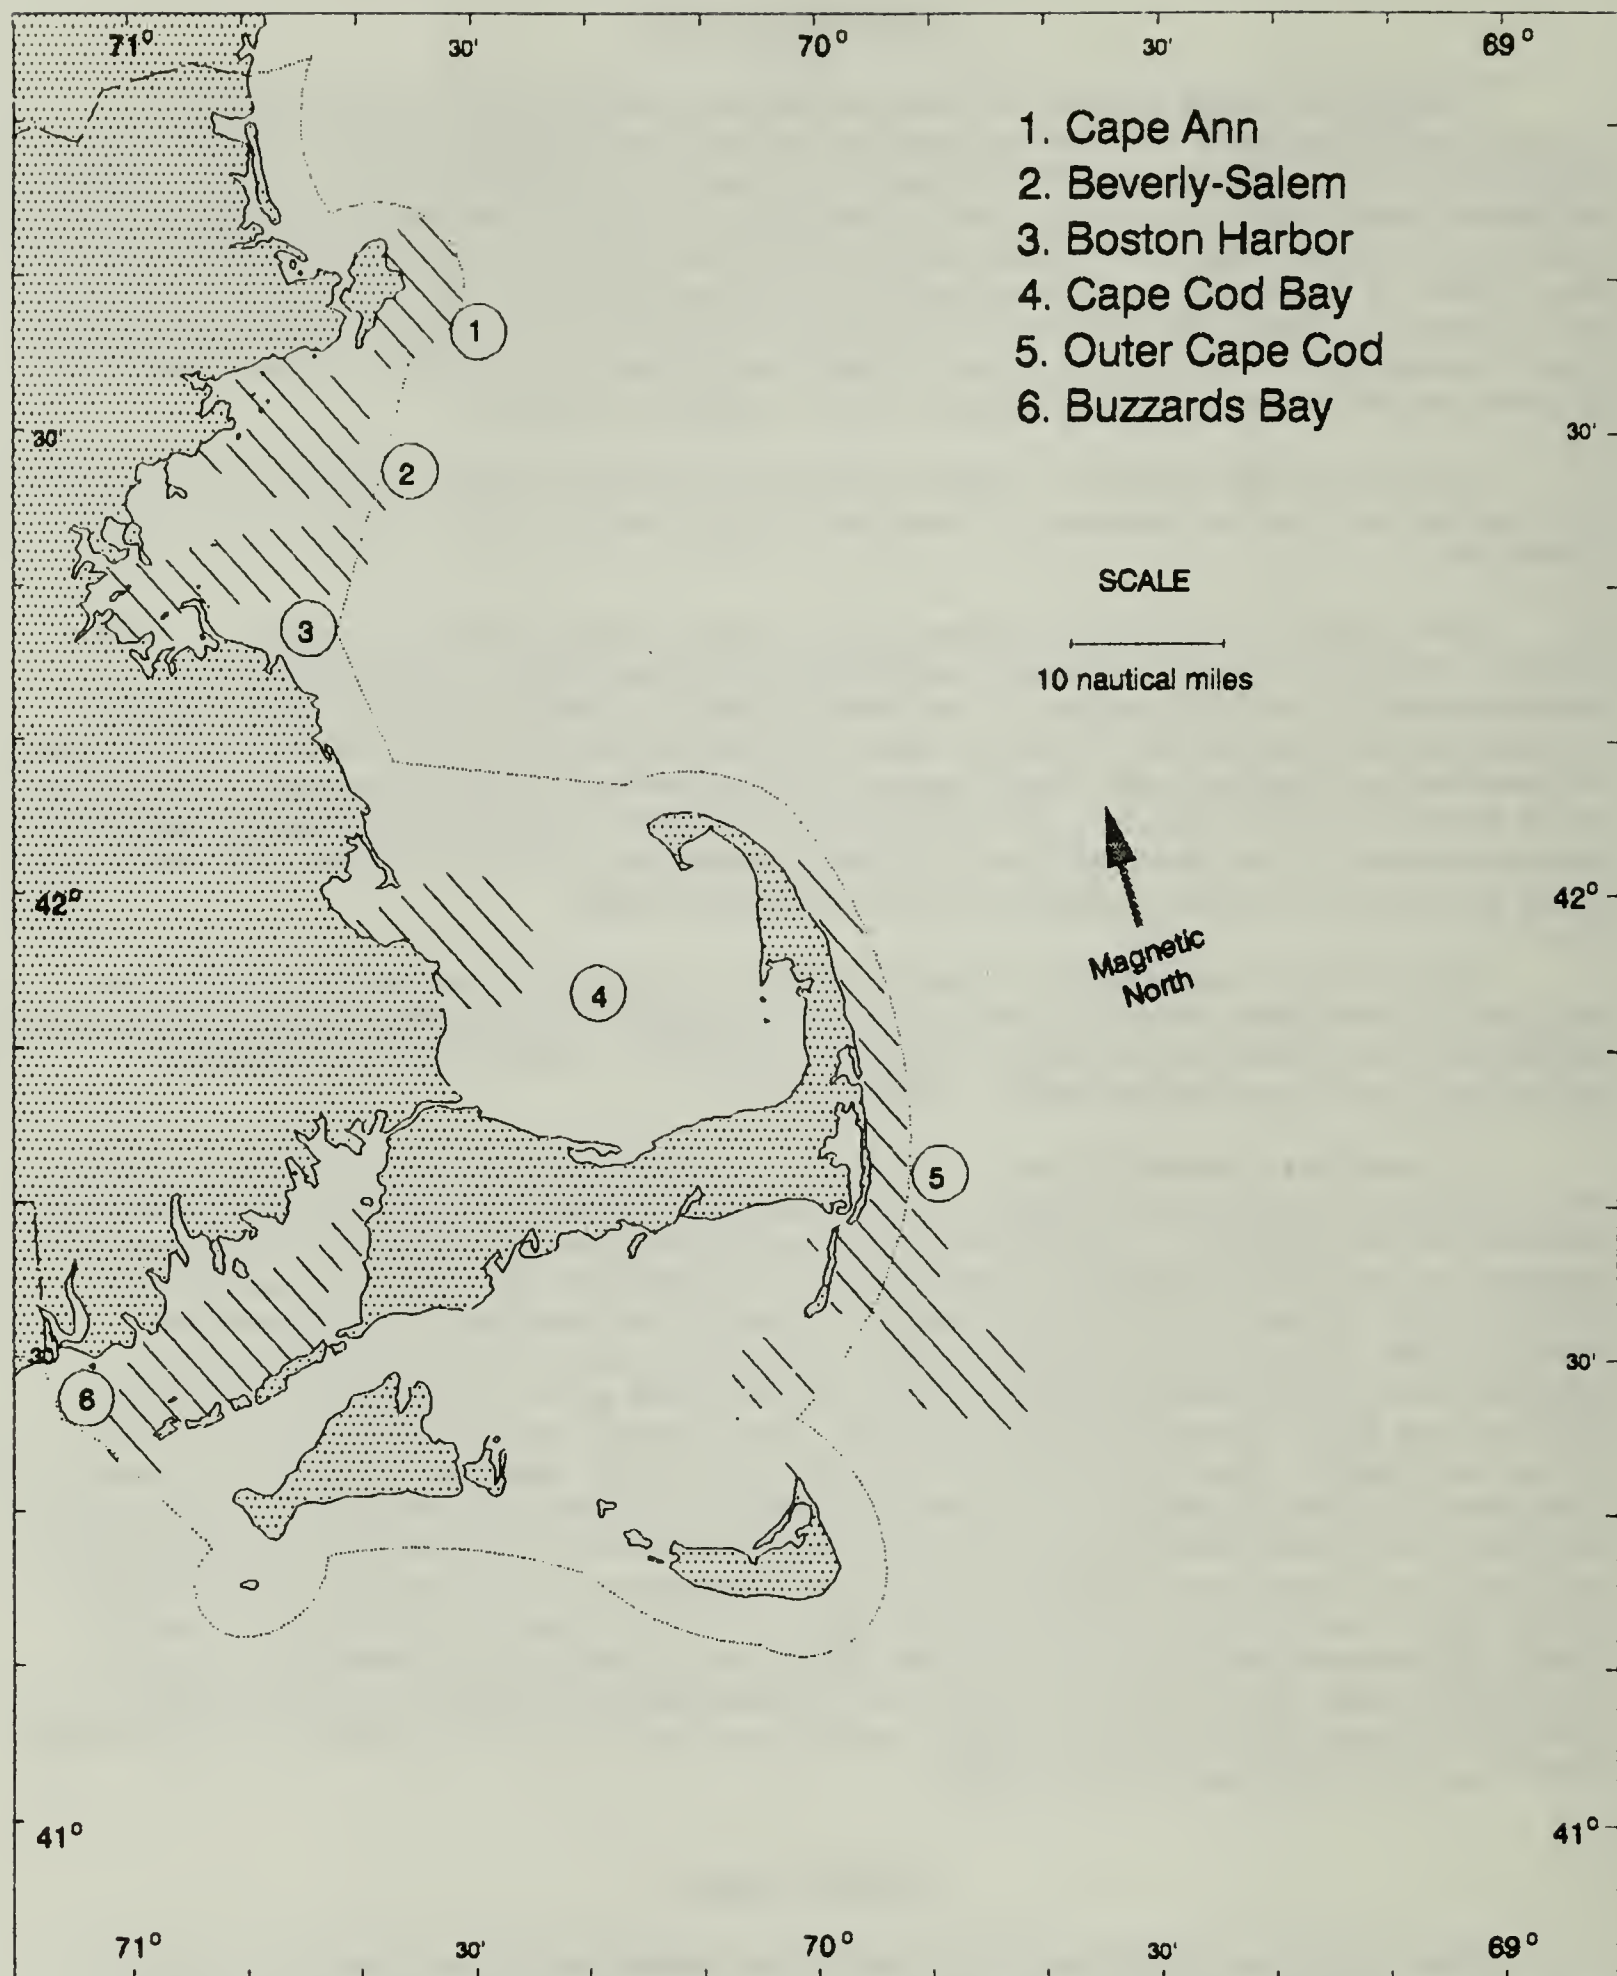 71° 30' 70° 30' 69°
1. Cape Ann
2. Beverly-Salem
3. Boston Harbor
4. Cape Cod Bay
5. Outer Cape Cod
6. Buzzards Bay
1
30' 30'
2
SCALE
3
10 nautical miles
42° 42°
Magnetic
North
4
5
30' 30'
6
41° 41°
71° 30' 70° 30' 69°